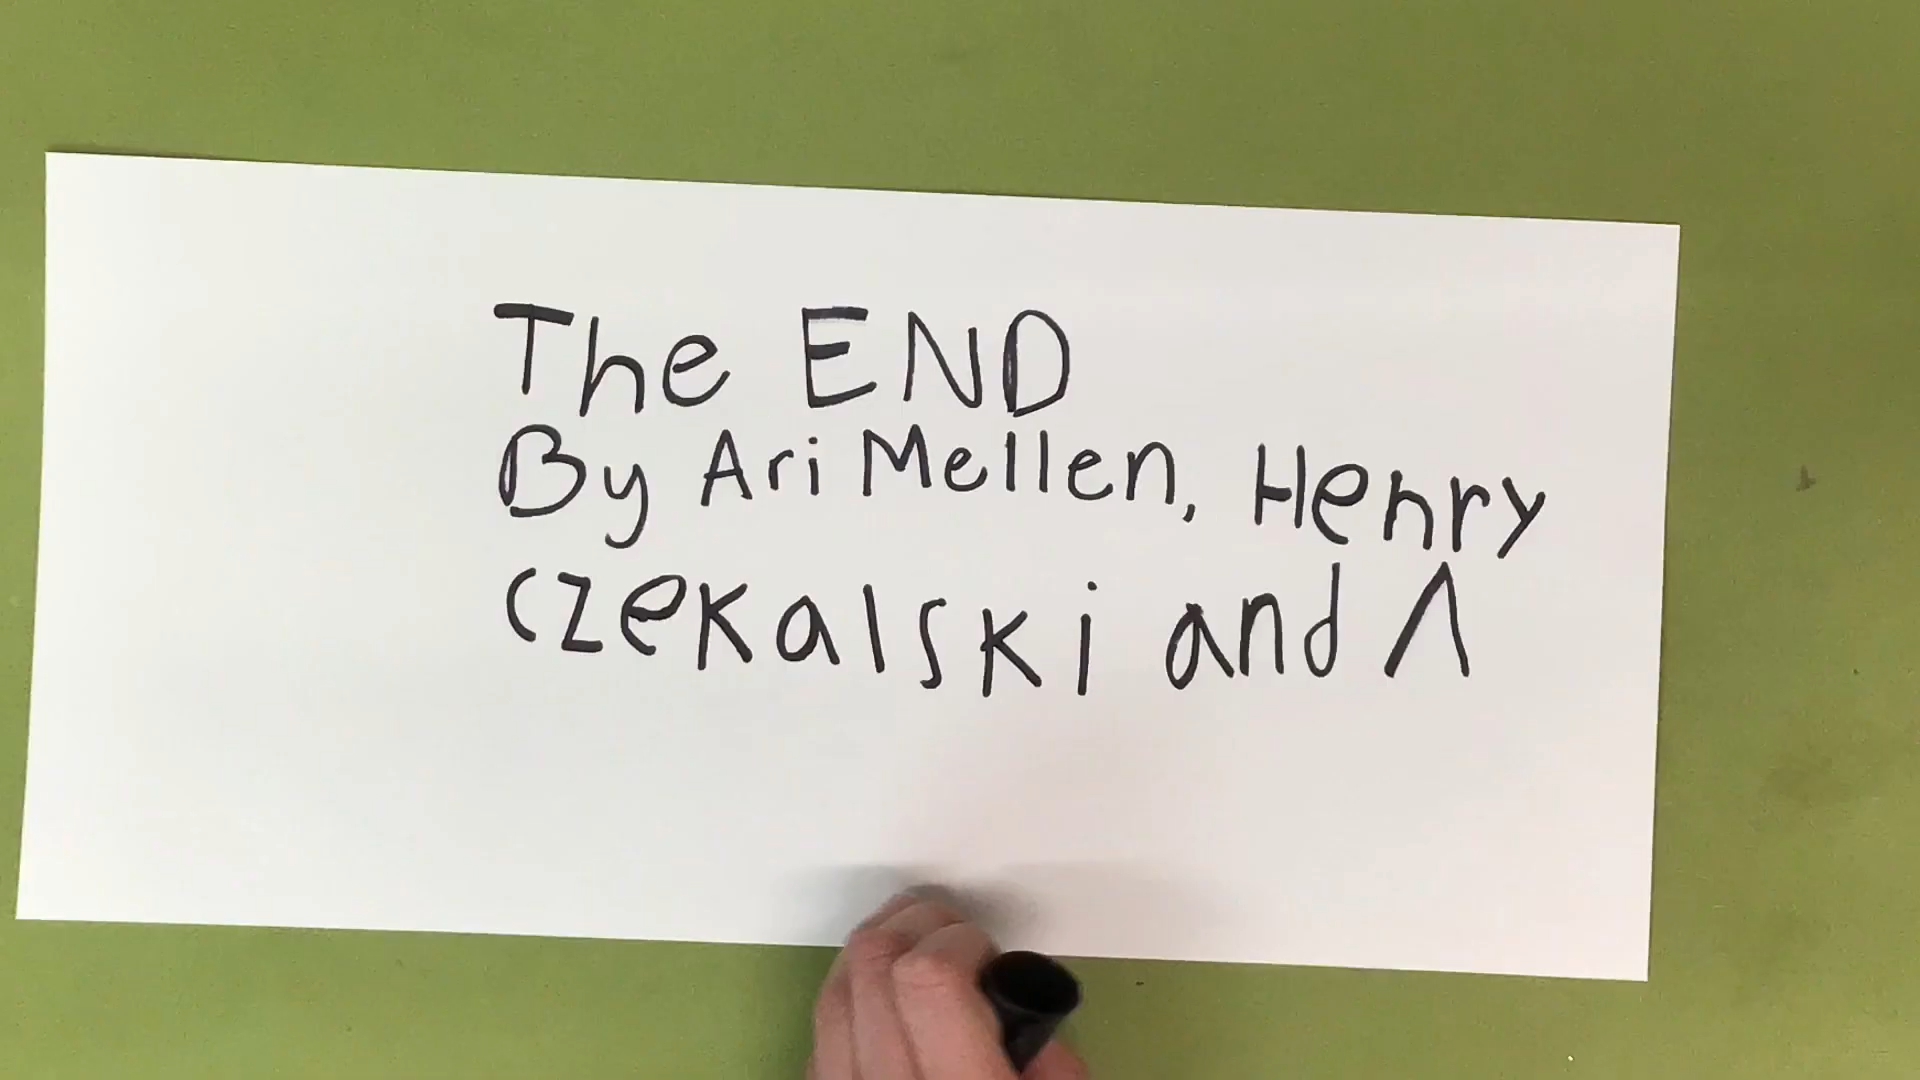 The END
By Ari Mellen, Henry
Czekalski and